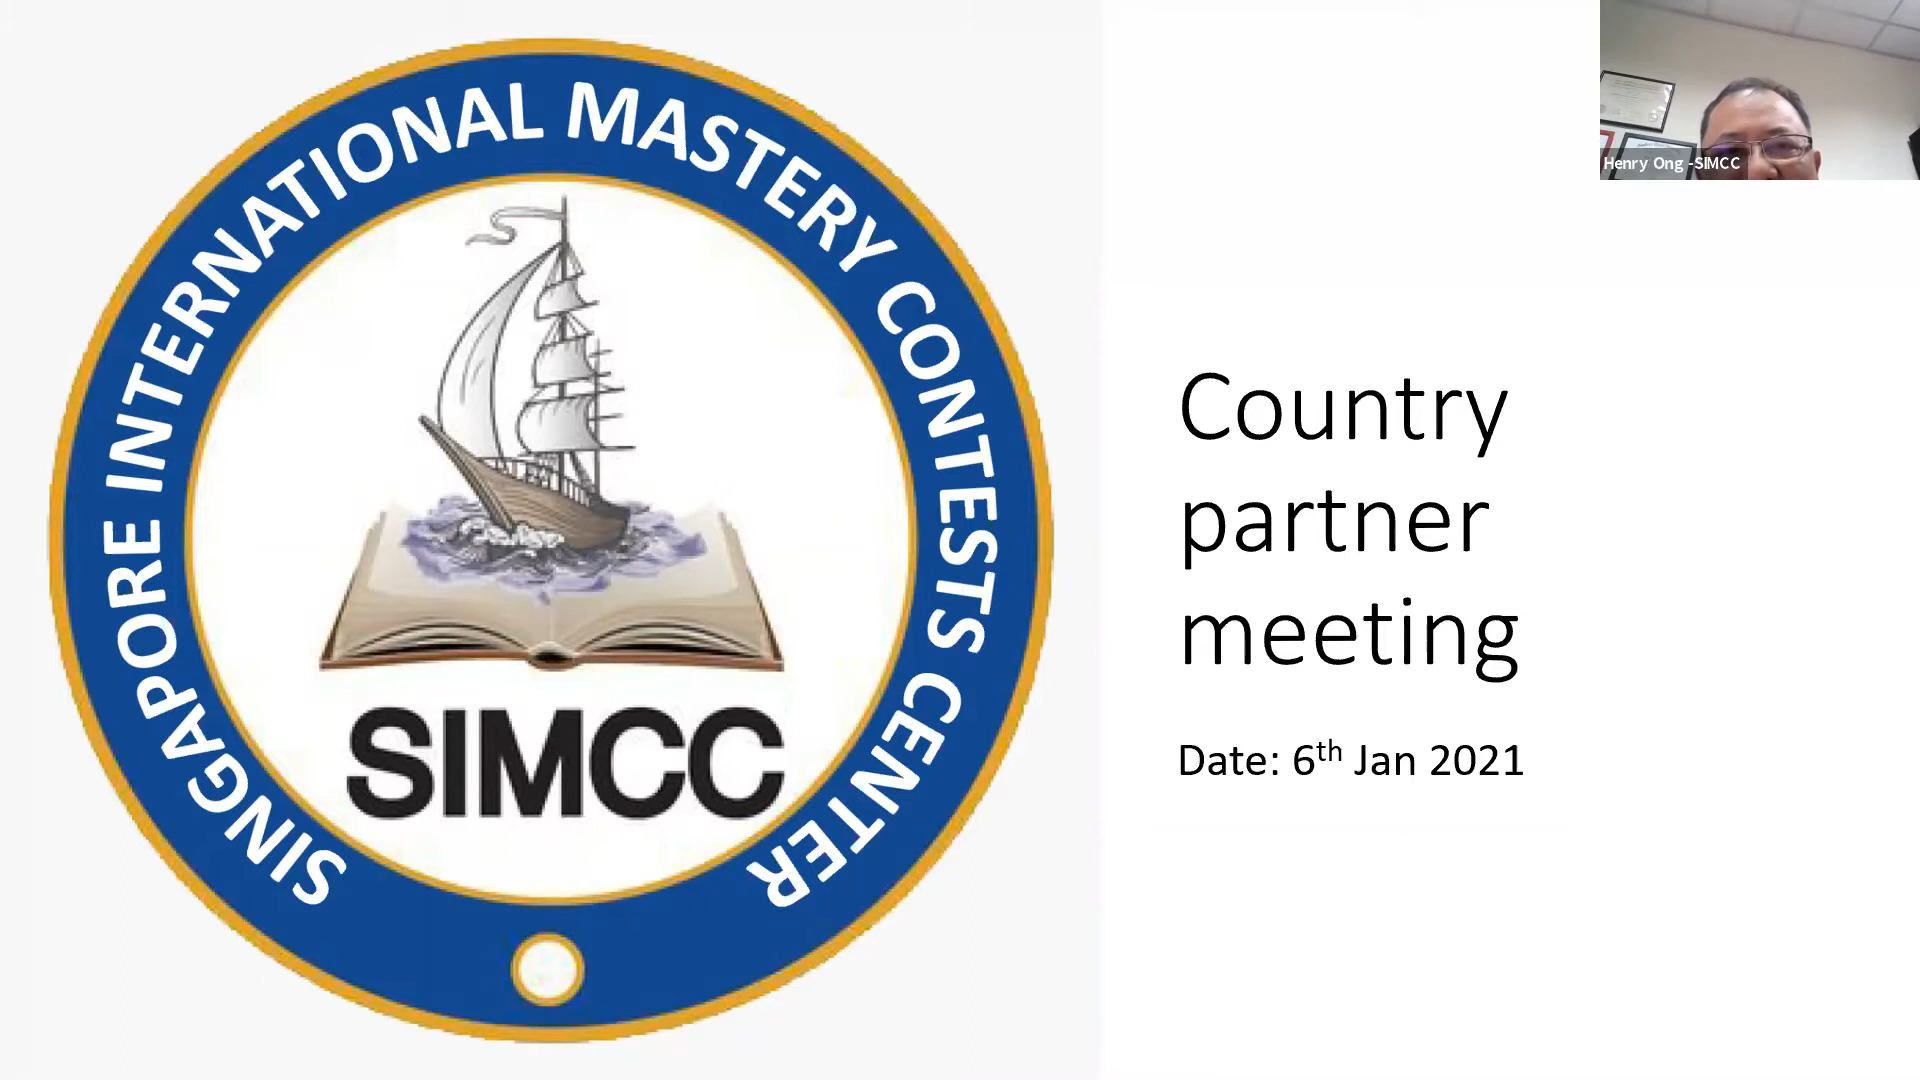 SINGAPORE INTERNATIONAL MASTERY CONTESTS CENTER
SIMCC
Country
partner
meeting
Date: 6th Jan 2021
Henry Ong -SIMCC